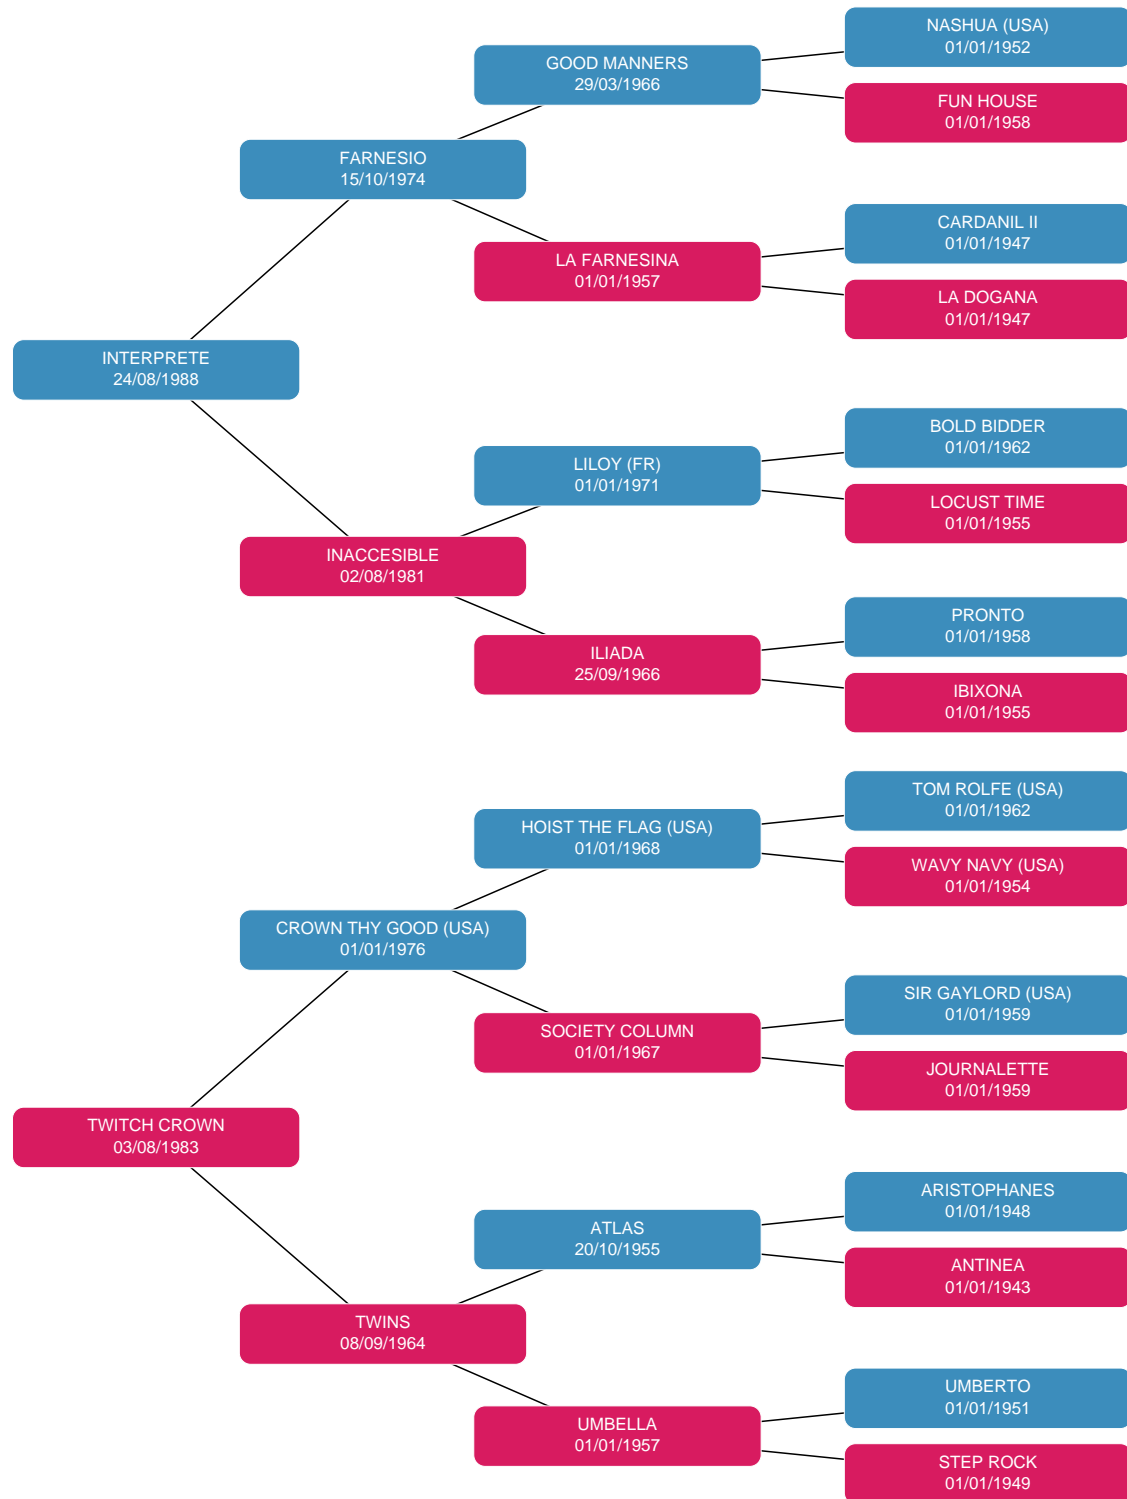 NASHUA (USA)
01/01/1952
GOOD MANNERS
29/03/1966
FUN HOUSE
01/01/1958
FARNESIO
15/10/1974
CARDANIL II
01/01/1947
LA FARNESINA
01/01/1957
LA DOGANA
01/01/1947
INTERPRETE
24/08/1988
BOLD BIDDER
01/01/1962
LILOY (FR)
01/01/1971
LOCUST TIME
01/01/1955
INACCESIBLE
02/08/1981
PRONTO
01/01/1958
ILIADA
25/09/1966
IBIXONA
01/01/1955
TOM ROLFE (USA)
01/01/1962
HOIST THE FLAG (USA)
01/01/1968
WAVY NAVY (USA)
01/01/1954
CROWN THY GOOD (USA)
01/01/1976
SIR GAYLORD (USA)
01/01/1959
SOCIETY COLUMN
01/01/1967
JOURNALETTE
01/01/1959
TWITCH CROWN
03/08/1983
ARISTOPHANES
01/01/1948
ATLAS
20/10/1955
ANTINEA
01/01/1943
TWINS
08/09/1964
UMBERTO
01/01/1951
UMBELLA
01/01/1957
STEP ROCK
01/01/1949